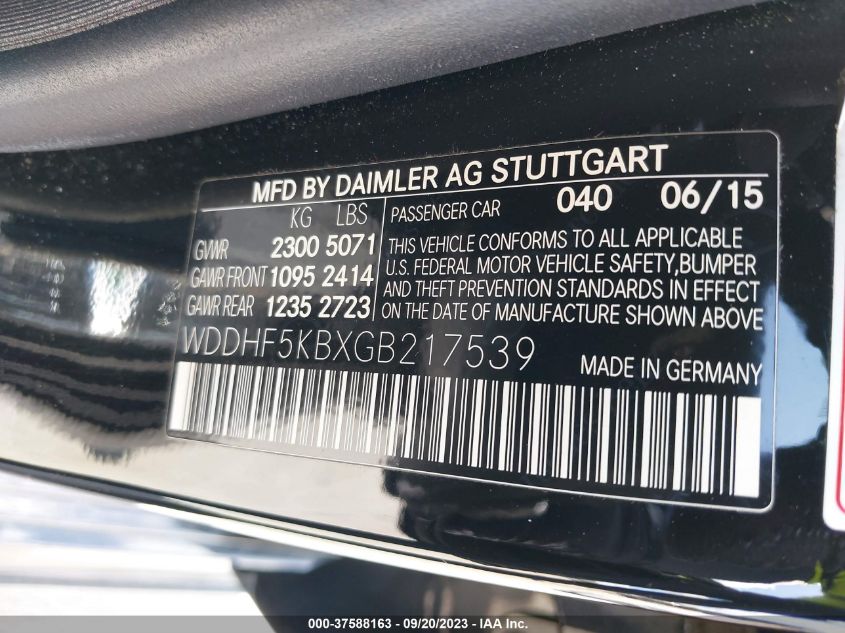 MFD BY DAIMLER AG STUTTGART
KG LBS
GVWR 2300 5071
GAWR FRONT 1095 2414
GAWR REAR 1235 2723
PASSENGER CAR 040 06/15
THIS VEHICLE CONFORMS TO ALL APPLICABLE
U.S. FEDERAL MOTOR VEHICLE SAFETY,BUMPER
AND THEFT PREVENTION STANDARDS IN EFFECT
ON THE DATE OF MANUFACTURE SHOWN ABOVE
WDDHF5KBXGB217539 MADE IN GERMANY
000-37588163 - 09/20/2023 - IAA Inc.